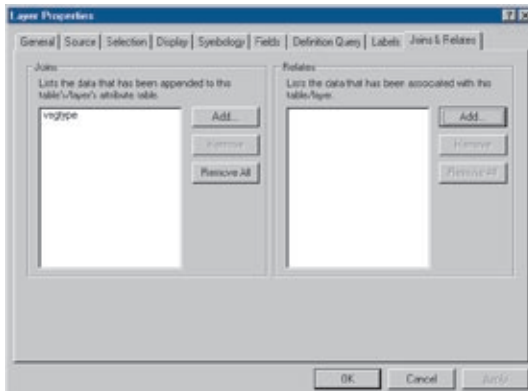 Layer Properties
General Source Selection Display Symbology Fields Definition Query Labels Joins & Relates
Joins
Lists the data that has been appended to this
table's/layer's attribute table.
vegtype
Add...
Remove
Remove All
Relates
Lists the data that has been associated with this
table/layer.
Add...
Remove
Remove All
OK Cancel Apply